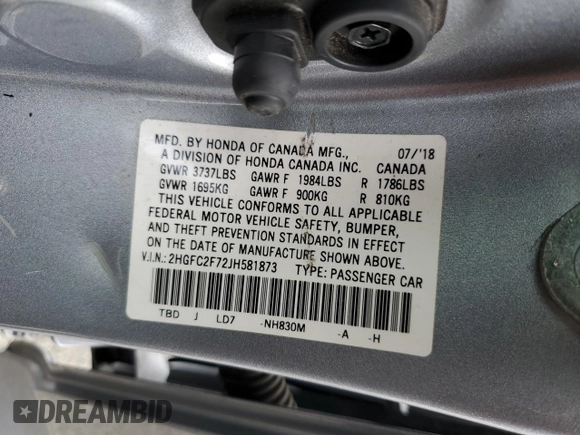 MFD. BY HONDA OF CANADA MFG., 07/'18
A DIVISION OF HONDA CANADA INC. CANADA
GVWR 3737LBS GAWR F 1984LBS R 1786LBS
GVWR 1695KG GAWR F 900KG R 810KG
THIS VEHICLE CONFORMS TO ALL APPLICABLE
FEDERAL MOTOR VEHICLE SAFETY, BUMPER,
AND THEFT PREVENTION STANDARDS IN EFFECT
ON THE DATE OF MANUFACTURE SHOWN ABOVE.
V.I.N.: 2HGFC2F72JH581873 TYPE: PASSENGER CAR
TBD J LD7 -NH830M -A -H
DREAMBID